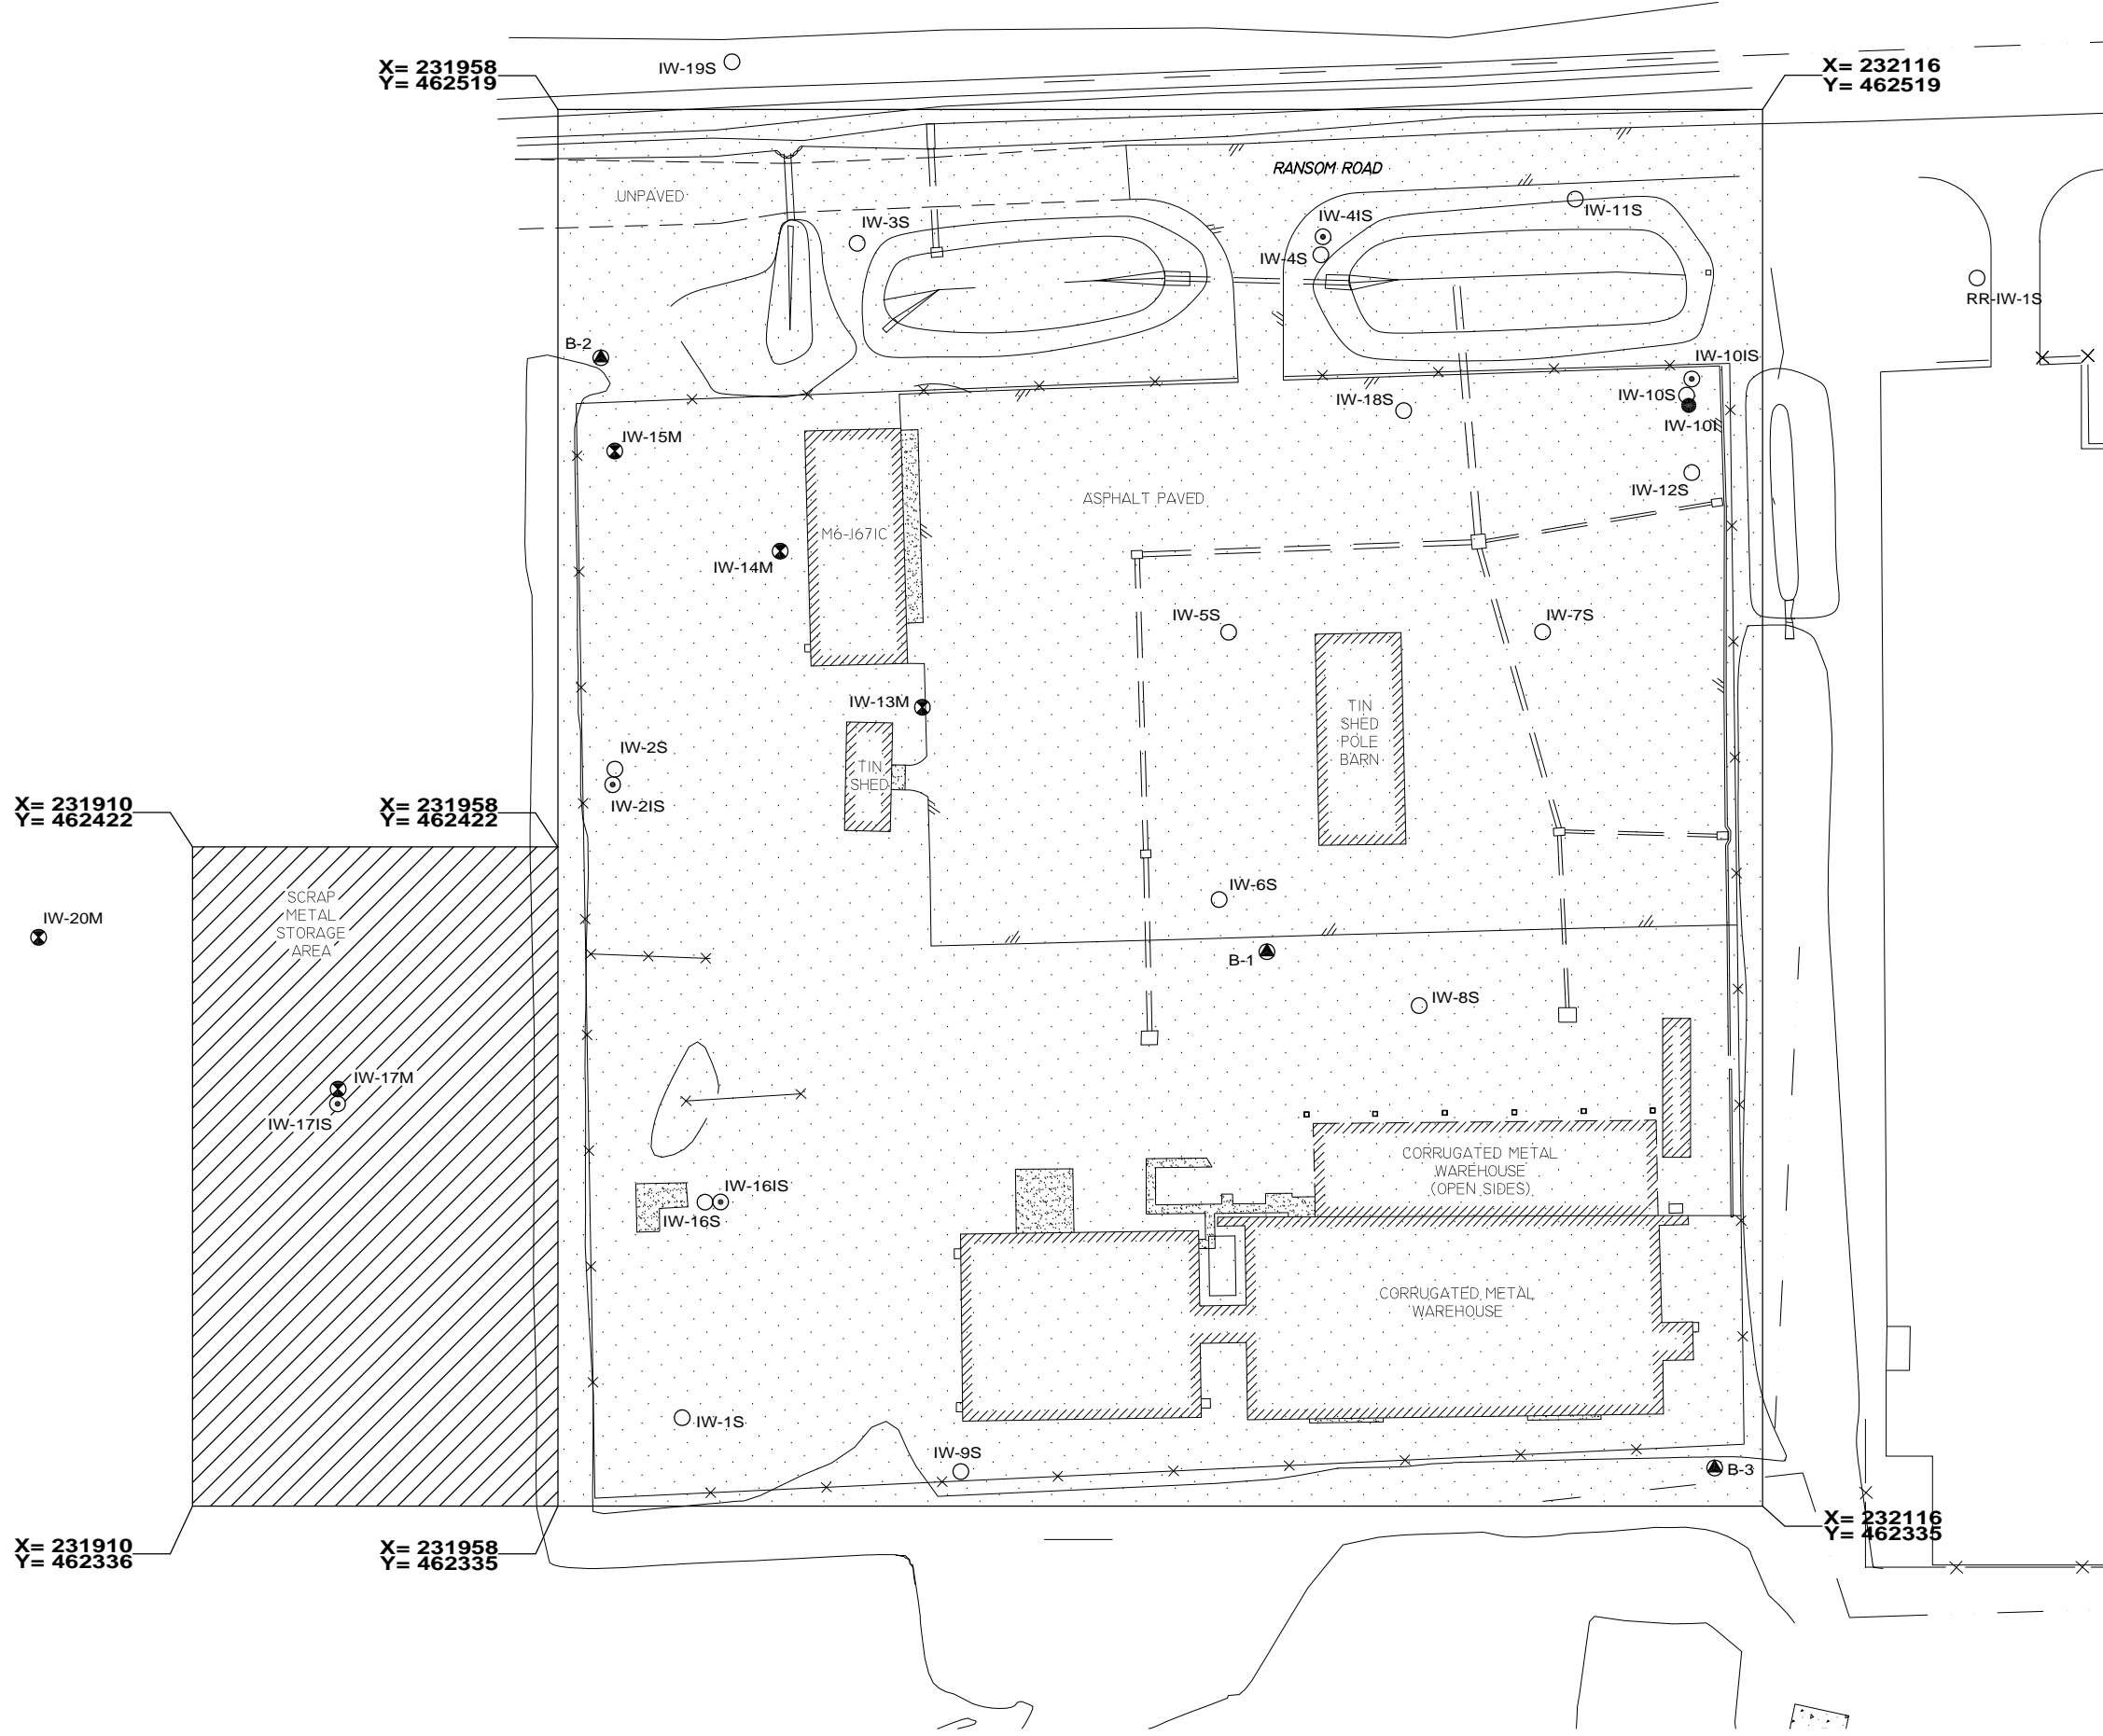 IW-19S
X= 231958
Y= 462519
X= 232116
Y= 462519
RANSOM ROAD
UNPAVED
IW-3S
IW-4IS
IW-4S
IW-11S
RR-IW-1S
B-2
IW-10IS
IW-10S
IW-10I
IW-18S
IW-15M
IW-12S
ASPHALT PAVED
M6-1671C
IW-14M
IW-5S
IW-7S
IW-13M
TIN
SHED
POLE
BARN
IW-2S
IW-2IS
TIN
SHED
X= 231910
Y= 462422
X= 231958
Y= 462422
SCRAP
METAL
STORAGE
AREA
IW-20M
IW-6S
B-1
IW-8S
IW-17M
IW-17IS
IW-16IS
IW-16S
CORRUGATED METAL
WAREHOUSE
(OPEN SIDES)
CORRUGATED METAL
WAREHOUSE
IW-1S
IW-9S
B-3
X= 231910
Y= 462336
X= 231958
Y= 462335
X= 232116
Y= 462335